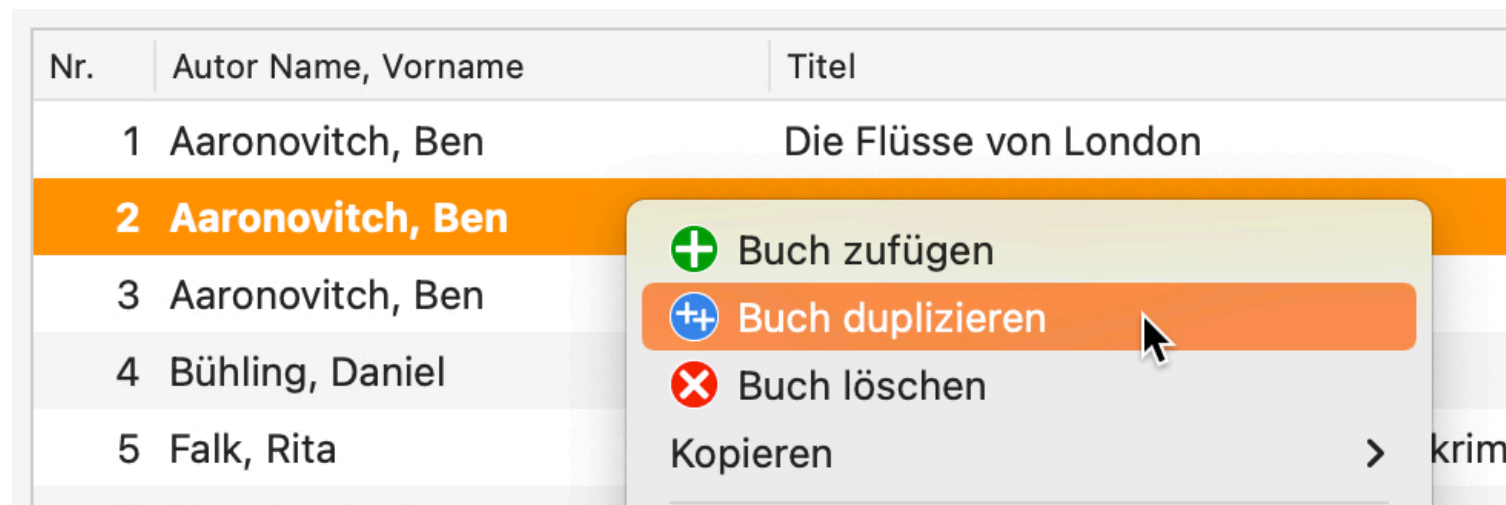 Nr. Autor Name, Vorname Titel
1 Aaronovitch, Ben Die Flüsse von London
2 Aaronovitch, Ben
Buch zufügen
3 Aaronovitch, Ben
Buch duplizieren
4 Bühling, Daniel
Buch löschen
5 Falk, Rita
Kopieren
krim